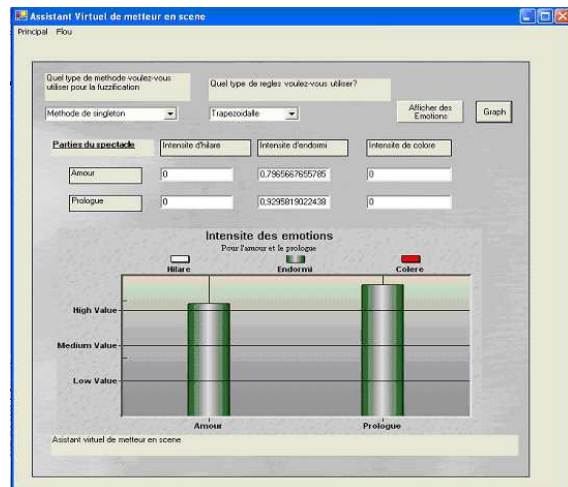 Assistant Virtuel de metteur en scene
Principal Flou
Quel type de methode voulez-vous
utiliser pour la fuzzification
Quel type de regles voulez-vous utiliser?
Methode de singleton
Trapezoidalle
Afficher des
Emotions
Graph
Parties du spectacle
Intensite d'hilare
Intensite d'endormi
Intensite de colore
Amour
0
0,7965667655785
0
Prologue
0
0,9295819022438
0
Intensite des emotions
Pour l'amour et le prologue
Hilare
Endormi
Colere
High Value
Medium Value
Low Value
Amour
Prologue
Asistant virtuel de metteur en scene